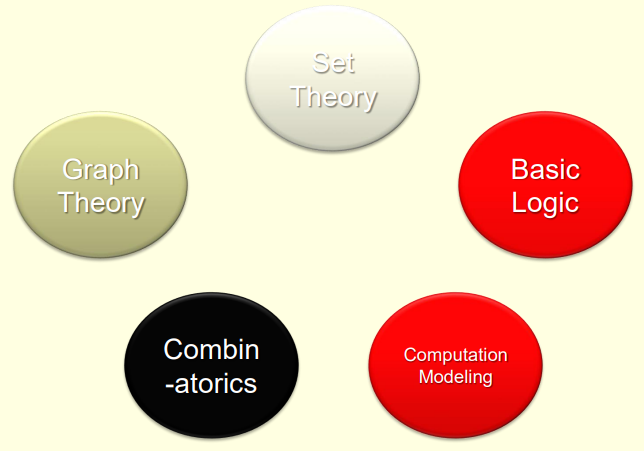 Set
Theory
Graph
Theory
Basic
Logic
Combin
-atorics
Computation
Modeling